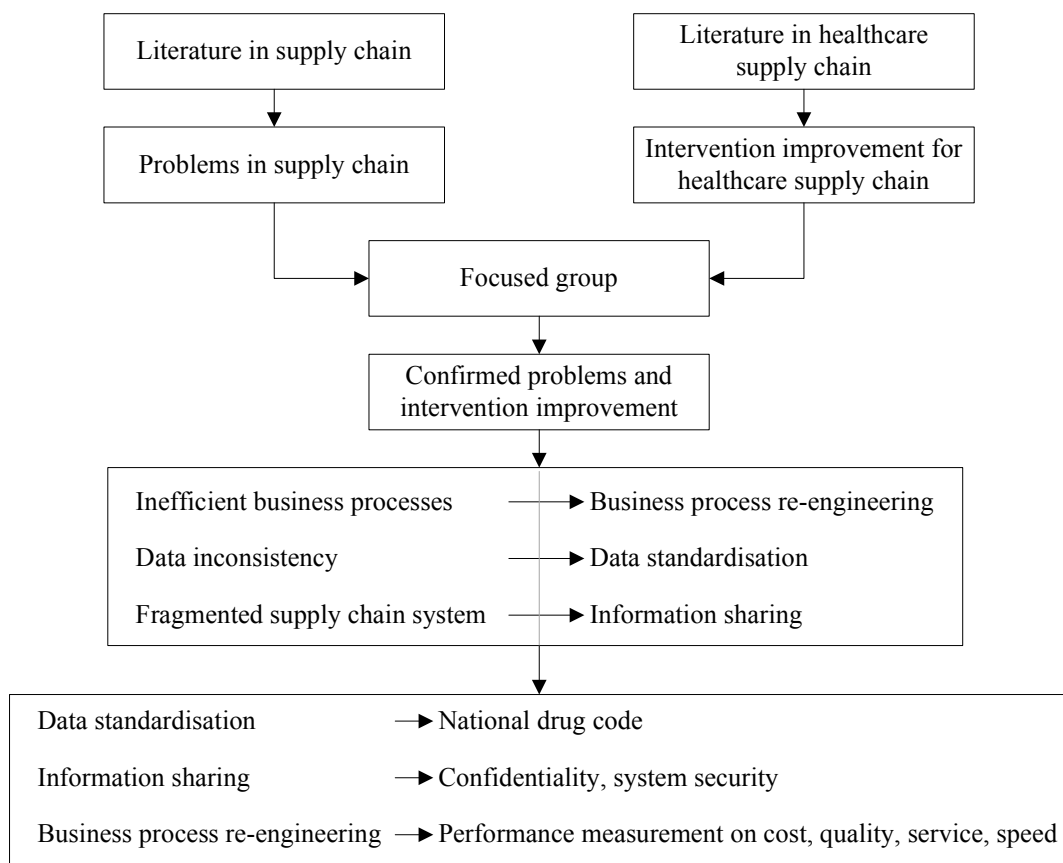 Literature in supply chain
Literature in healthcare
supply chain
Problems in supply chain
Intervention improvement for
healthcare supply chain
Focused group
Confirmed problems and
intervention improvement
Inefficient business processes
Business process re-engineering
Data inconsistency
Data standardisation
Fragmented supply chain system
Information sharing
Data standardisation
National drug code
Information sharing
Confidentiality, system security
Business process re-engineering
Performance measurement on cost, quality, service, speed